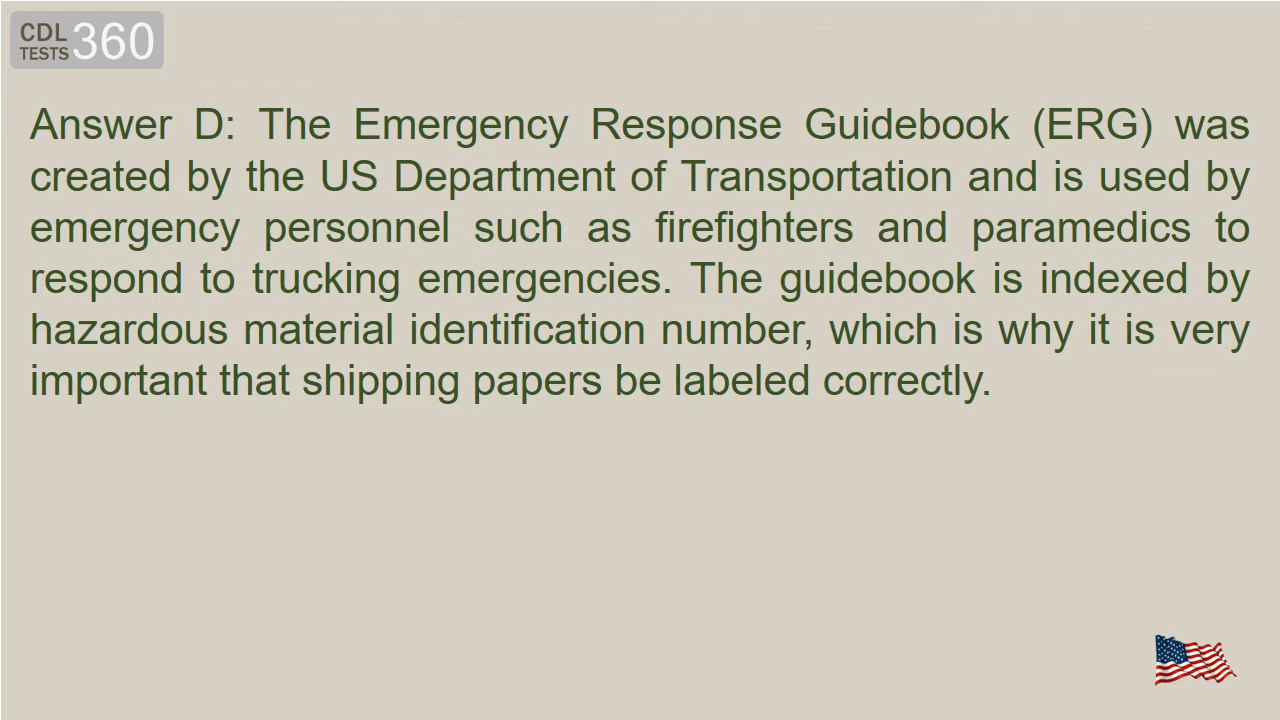 CDL
TESTS 360
Answer D: The Emergency Response Guidebook (ERG) was
created by the US Department of Transportation and is used by
emergency personnel such as firefighters and paramedics to
respond to trucking emergencies. The guidebook is indexed by
hazardous material identification number, which is why it is very
important that shipping papers be labeled correctly.